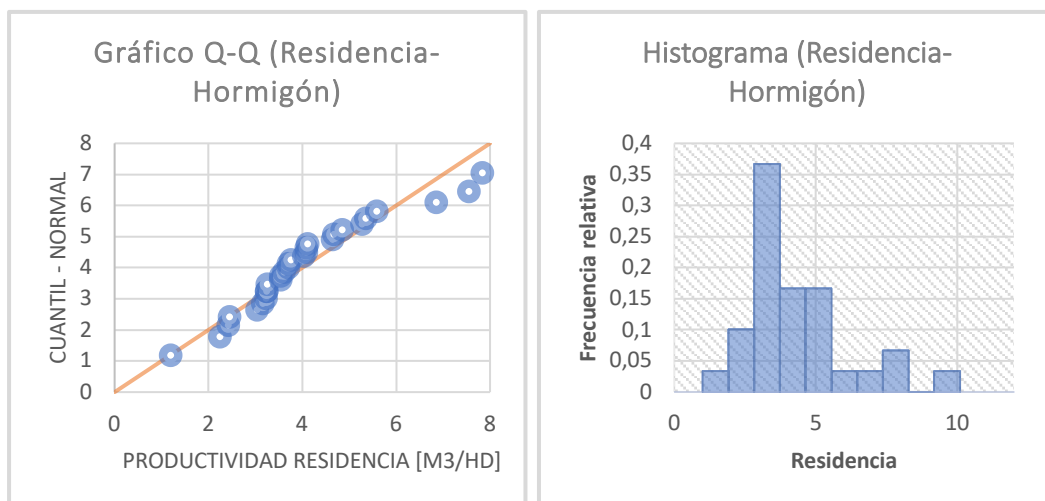 Gráfico Q-Q (Residencia-
Hormigón)
CUANTIL - NORMAL
8
7
6
5
4
3
2
1
0
0 2 4 6 8
PRODUCTIVIDAD RESIDENCIA [M3/HD]
Histograma (Residencia-
Hormigón)
Frecuencia relativa
0,4
0,35
0,3
0,25
0,2
0,15
0,1
0,05
0
0 5 10
Residencia